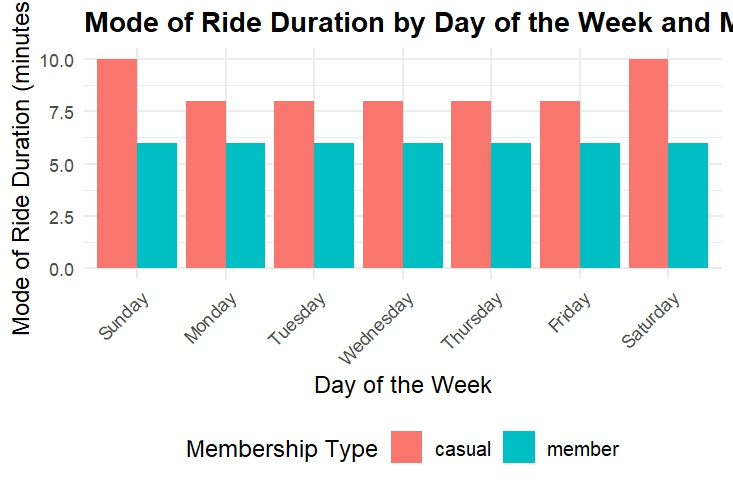 Mode of Ride Duration by Day of the Week and M
Mode of Ride Duration (minutes
10.0
7.5
5.0
2.5
0.0
Sunday
Monday
Tuesday
Wednesday
Thursday
Friday
Saturday
Day of the Week
Membership Type casual member